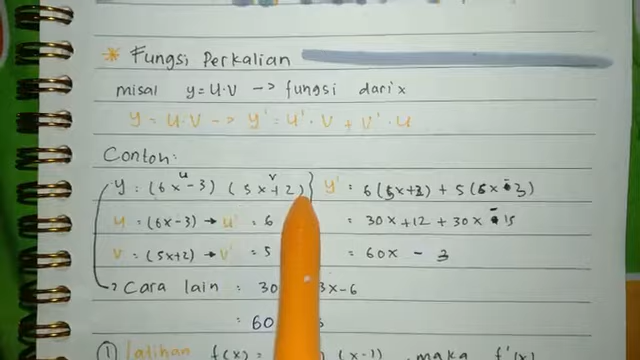 * Fungsi Perkalian
misal y = u·v → fungsi dari x
y = u·v → y' = u'·v + v'·u
Contoh:
u v
y = (6x-3) (5x+2) } y' = 6(5x+2) + 5(6x-3)
u = (6x-3) → u' = 6 = 30x+12 + 30x - 15
v = (5x+2) → v' = 5 = 60x - 3
→ Cara lain : 30 3x-6
= 60
① latihan f(x) = (x-1) maka f'(x)